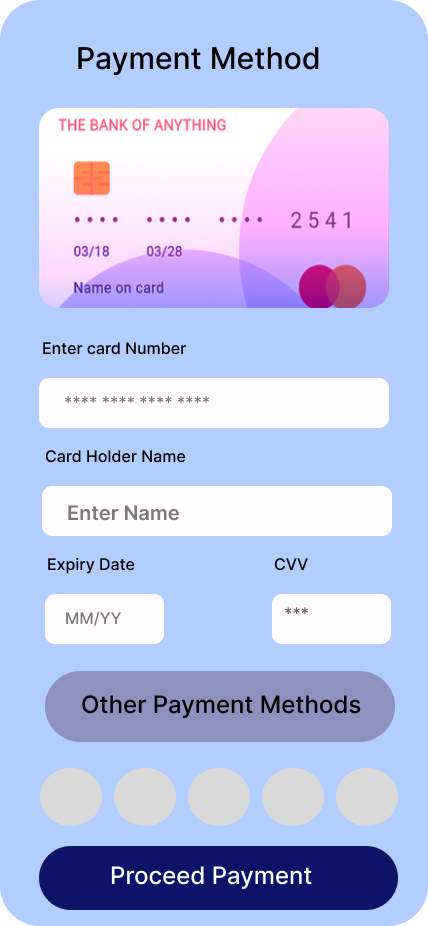 Payment Method
THE BANK OF ANYTHING
•••• •••• •••• 2541
03/18 03/28
Name on card
Enter card Number
**** **** **** ****
Card Holder Name
Enter Name
Expiry Date CVV
MM/YY ***
Other Payment Methods
Proceed Payment